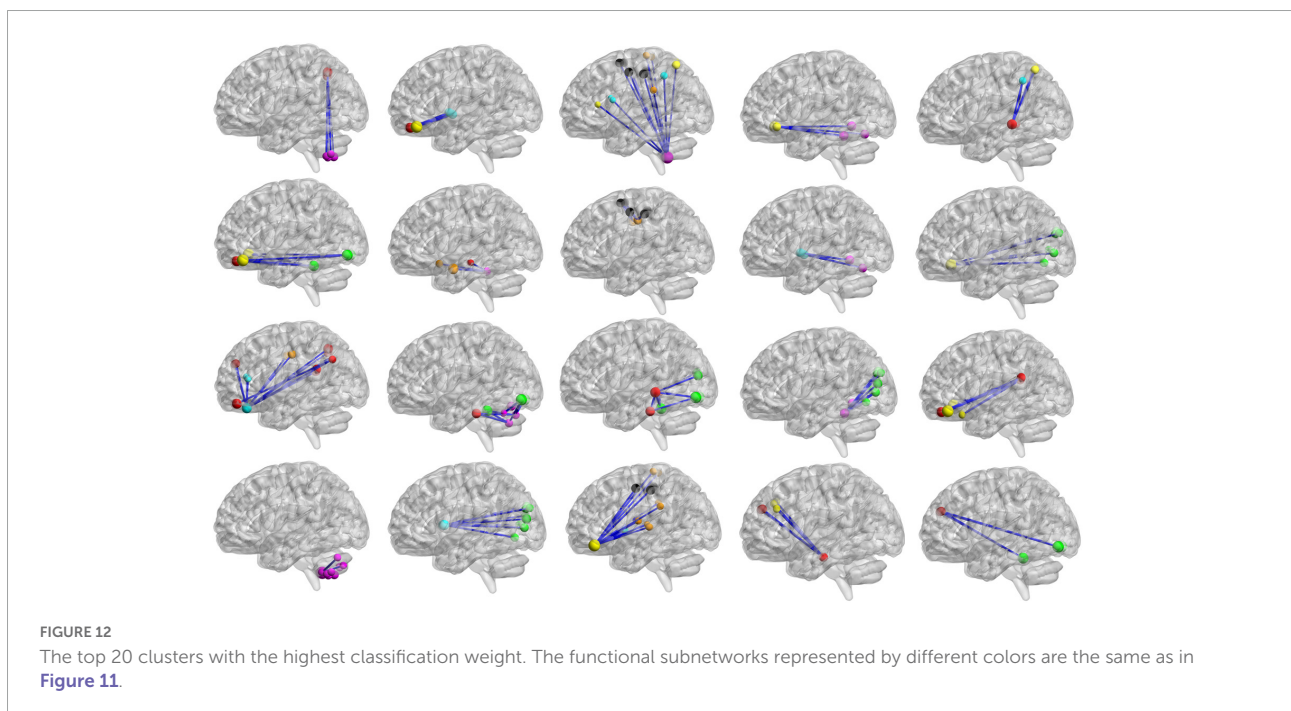 FIGURE 12
The top 20 clusters with the highest classification weight. The functional subnetworks represented by different colors are the same as in
Figure 11.